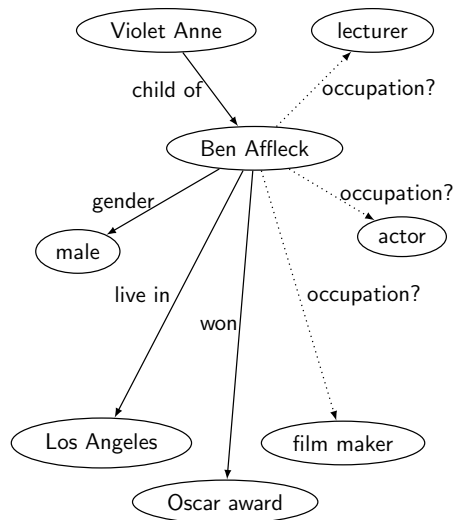 Violet Anne
lecturer
child of
occupation?
Ben Affleck
gender
occupation?
male
actor
live in
occupation?
won
Los Angeles
film maker
Oscar award